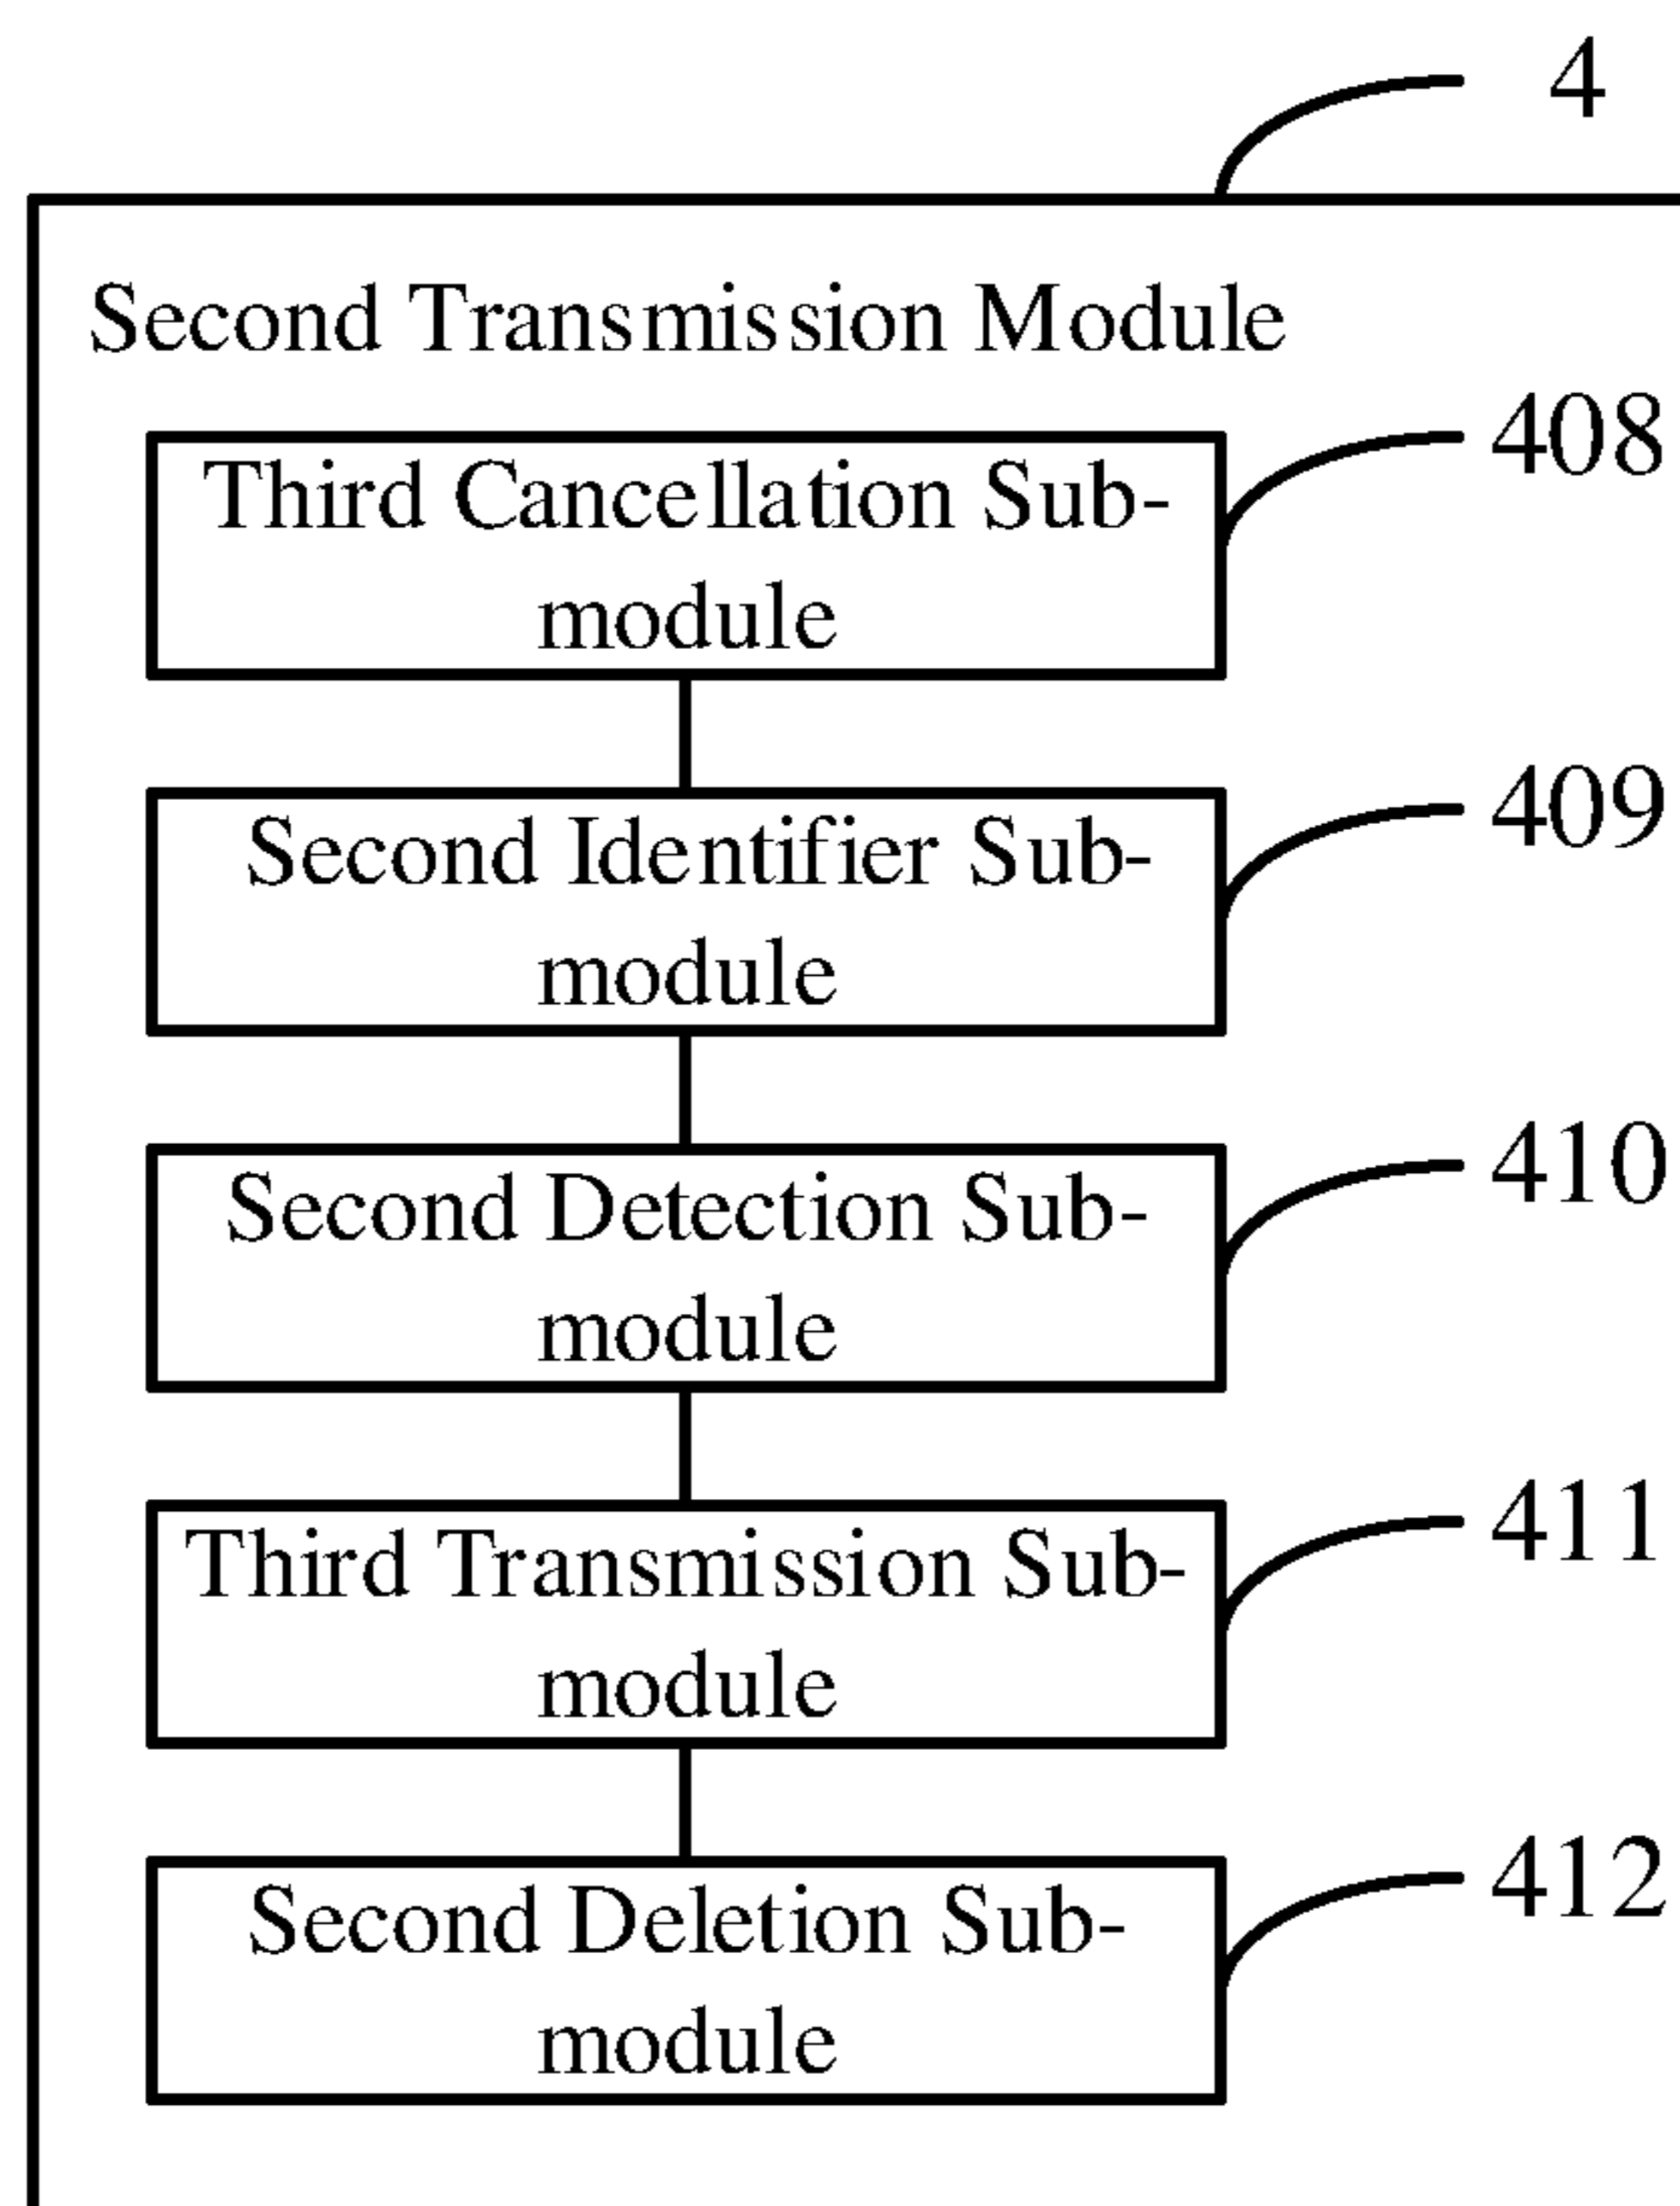 4
Second Transmission Module
408
Third Cancellation Sub-
module
409
Second Identifier Sub-
module
410
Second Detection Sub-
module
411
Third Transmission Sub-
module
412
Second Deletion Sub-
module